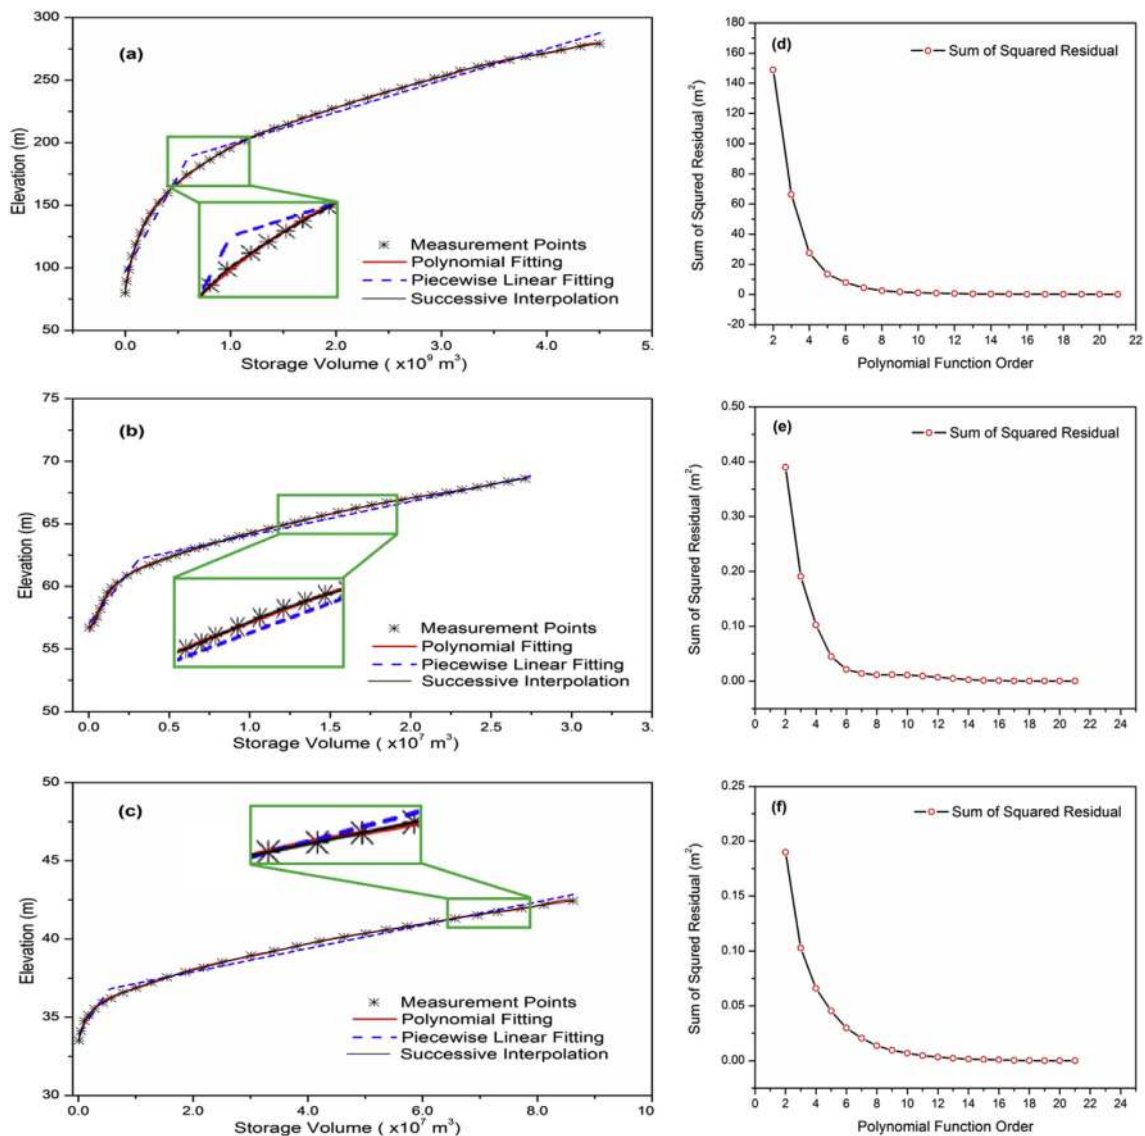 (a)
300
250
200
150
100
50
Elevation (m)
Measurement Points
Polynomial Fitting
Piecewise Linear Fitting
Successive Interpolation
0.0 1.0 2.0 3.0 4.0 5.
Storage Volume ( x10⁹ m³)
(d)
Sum of Squared Residual
180
160
140
120
100
80
60
40
20
0
-20
Sum of Squred Residual (m²)
2 4 6 8 10 12 14 16 18 20 22
Polynomial Function Order
(b)
75
70
65
60
55
50
Elevation (m)
Measurement Points
Polynomial Fitting
Piecewise Linear Fitting
Successive Interpolation
0.0 0.5 1.0 1.5 2.0 2.5 3.0 3.
Storage Volume ( x10⁷ m³)
(e)
Sum of Squared Residual
0.50
0.40
0.30
0.20
0.10
0.00
Sum of Squred Residual (m²)
0 2 4 6 8 10 12 14 16 18 20 22 24
Polynomial Function Order
(c)
50
45
40
35
30
Elevation (m)
Measurement Points
Polynomial Fitting
Piecewise Linear Fitting
Successive Interpolation
0.0 2.0 4.0 6.0 8.0 10
Storage Volume ( x10⁷ m³)
(f)
Sum of Squared Residual
0.25
0.20
0.15
0.10
0.05
0.00
Sum of Squred Residual (m²)
0 2 4 6 8 10 12 14 16 18 20 22 24
Polynomial Function Order